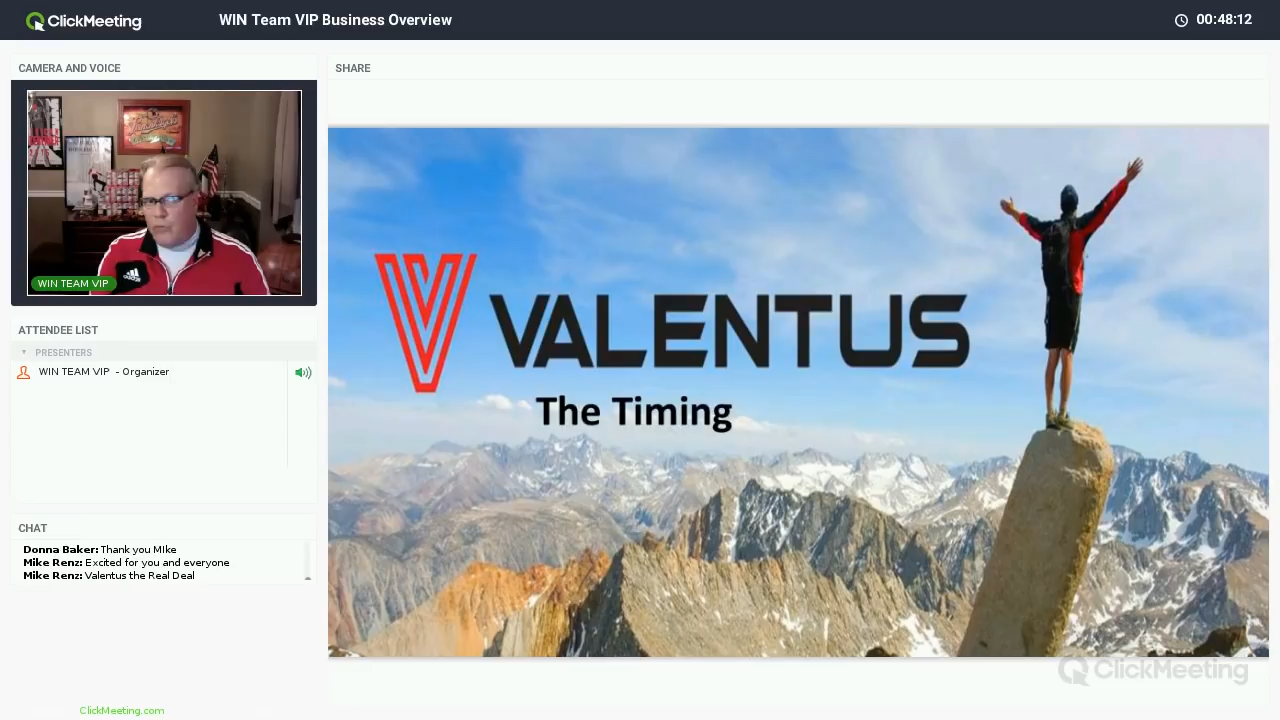 ClickMeeting
WIN Team VIP Business Overview
00:48:12
CAMERA AND VOICE
WIN TEAM VIP
ATTENDEE LIST
PRESENTERS
WIN TEAM VIP - Organizer
CHAT
Donna Baker: Thank you MIke
Mike Renz: Excited for you and everyone
Mike Renz: Valentus the Real Deal
ClickMeeting.com
SHARE
VALENTUS
The Timing
ClickMeeting